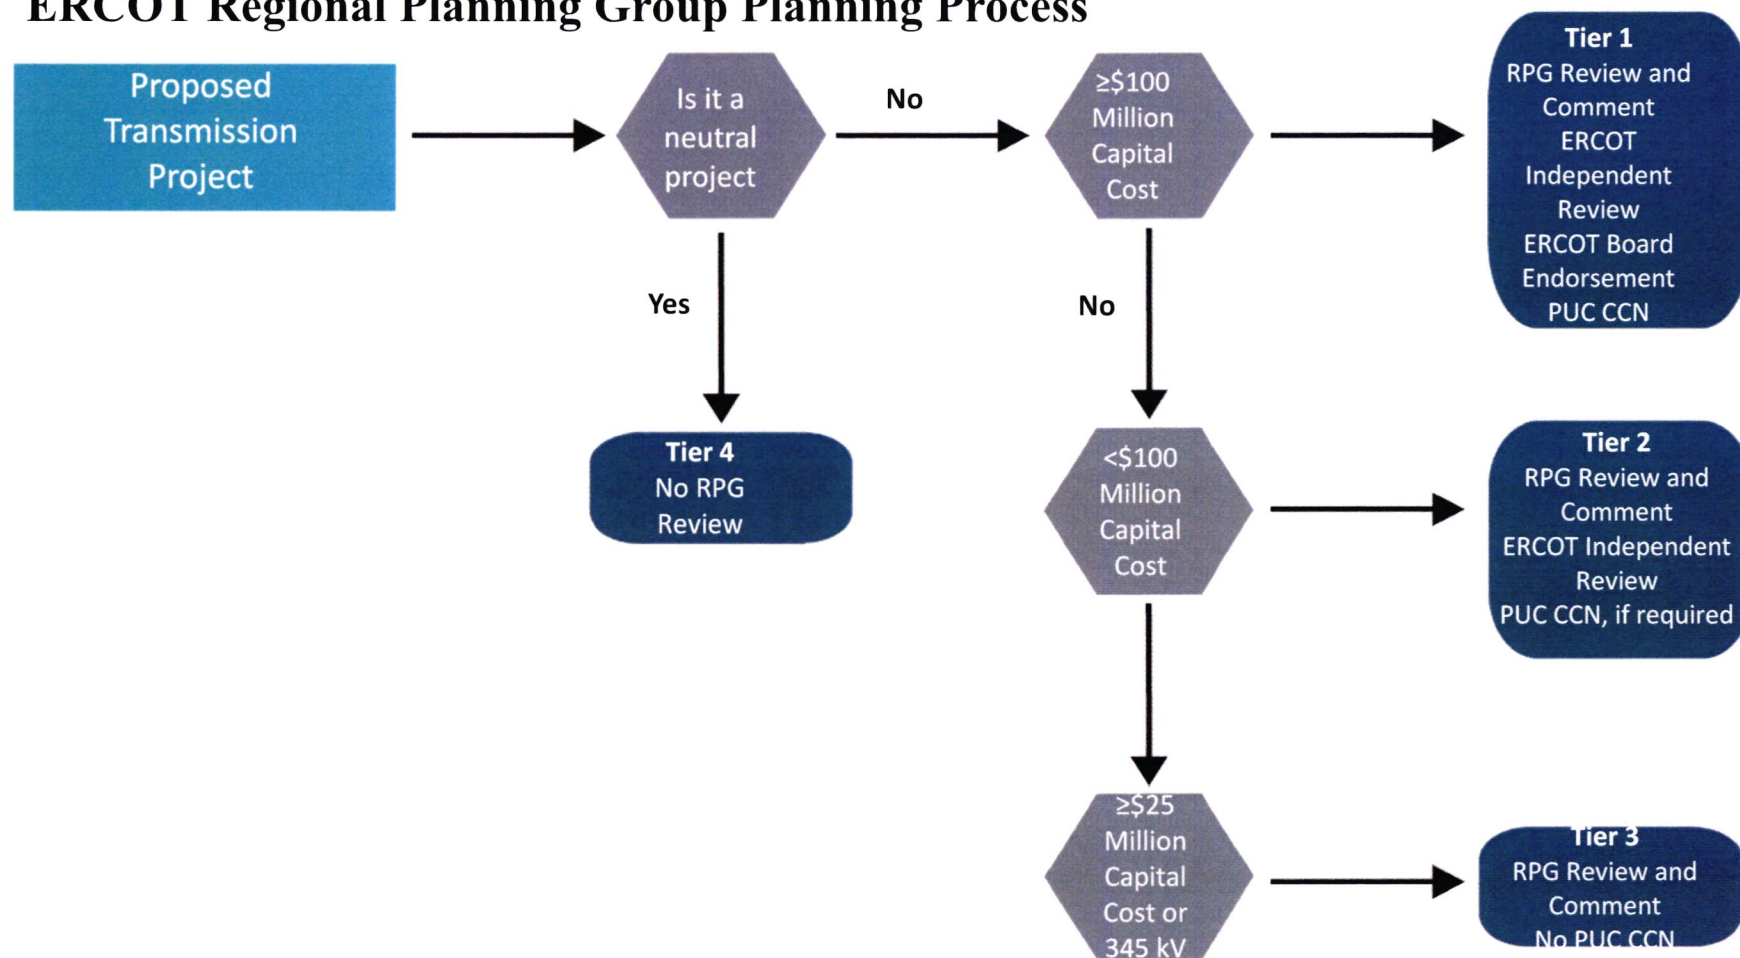 ERCOT Regional Planning Group Planning Process
Proposed
Transmission
Project
Is it a
neutral
project
No
≥$100
Million
Capital
Cost
Tier 1
RPG Review and
Comment
ERCOT
Independent
Review
ERCOT Board
Endorsement
PUC CCN
Yes
No
Tier 4
No RPG
Review
<$100
Million
Capital
Cost
Tier 2
RPG Review and
Comment
ERCOT Independent
Review
PUC CCN, if required
≥$25
Million
Capital
Cost or
345 kV
Tier 3
RPG Review and
Comment
No PUC CCN